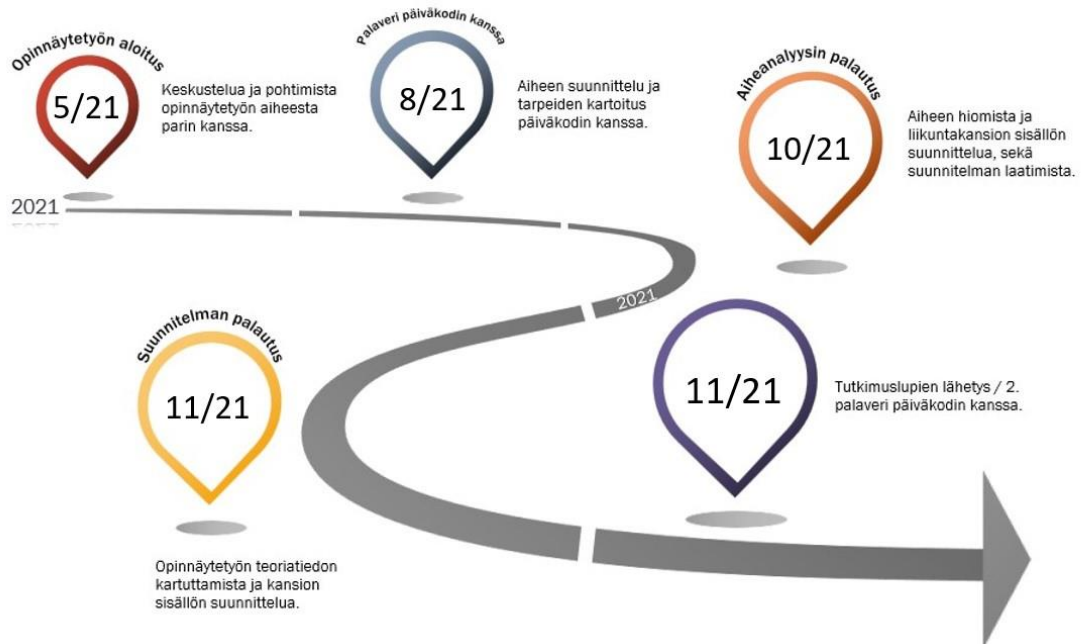 Opinnäytetyön aloitus
5/21
Keskustelua ja pohtimista
opinnäytetyön aiheesta
parin kanssa.
Palaveri päiväkodin kanssa
8/21
Aiheen suunnittelu ja
tarpeiden kartoitus
päiväkodin kanssa.
Aiheanalyysin palautus
10/21
Aiheen hiomista ja
liikuntakansion sisällön
suunnittelua, sekä
suunnitelman laatimista.
2021
2021
Suunnitelman palautus
11/21
Opinnäytetyön teoriatiedon
kartuttamista ja kansion
sisällön suunnittelua.
11/21
Tutkimuslupien lähetys / 2.
palaveri päiväkodin kanssa.